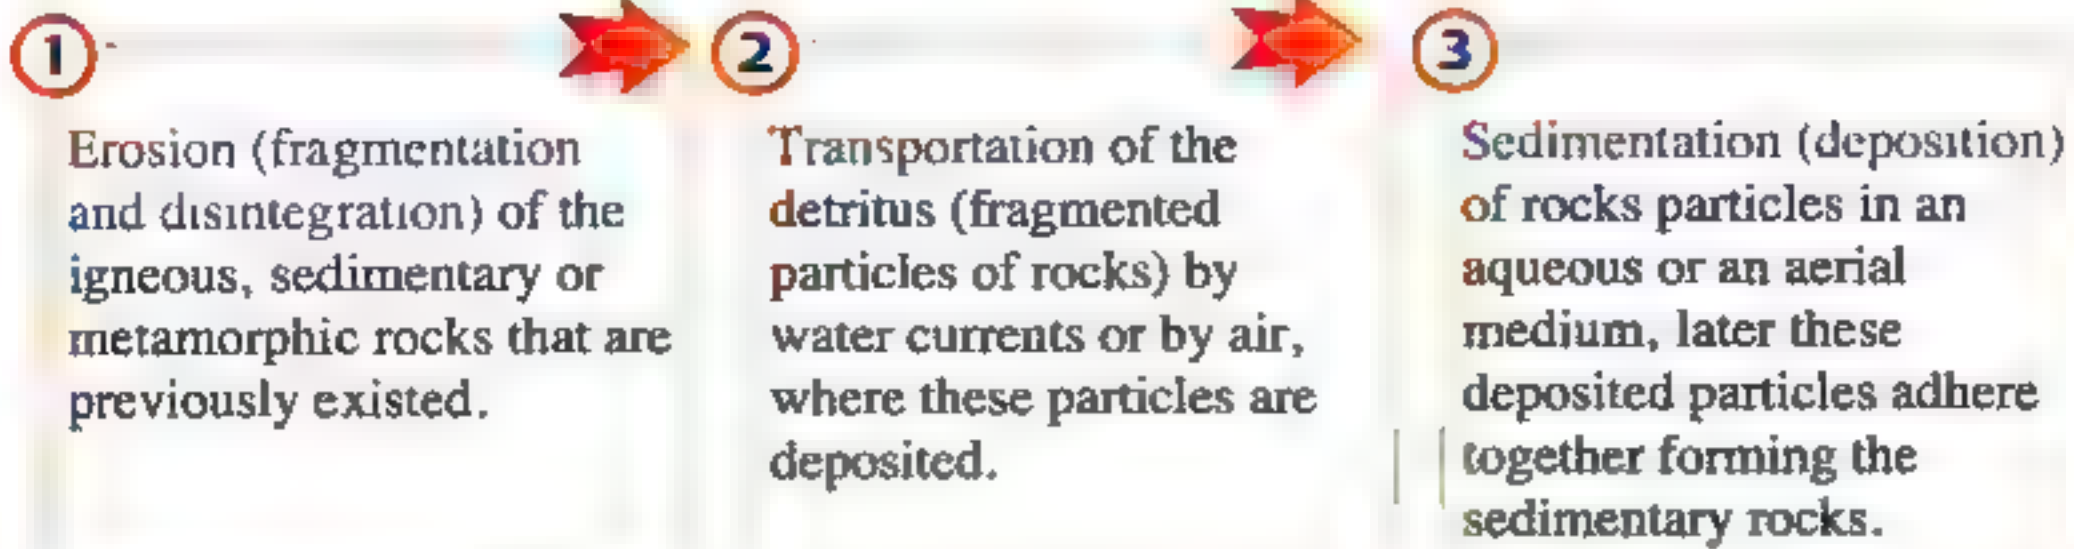 1
Erosion (fragmentation
and disintegration) of the
igneous, sedimentary or
metamorphic rocks that are
previously existed.
2
Transportation of the
detritus (fragmented
particles of rocks) by
water currents or by air,
where these particles are
deposited.
3
Sedimentation (deposition)
of rocks particles in an
aqueous or an aerial
medium, later these
deposited particles adhere
together forming the
sedimentary rocks.